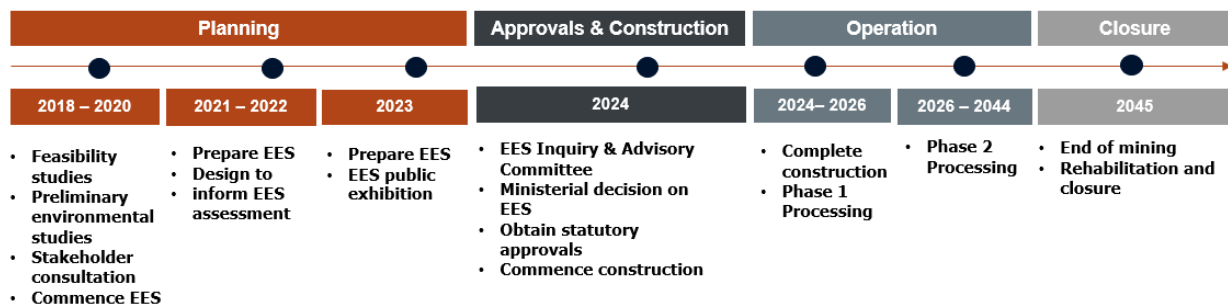 Planning
Approvals & Construction
Operation
Closure
2018 – 2020
2021 – 2022
2023
2024
2024– 2026
2026 – 2044
2045
• Feasibility
studies
• Preliminary
environmental
studies
• Stakeholder
consultation
• Commence EES
• Prepare EES
• Design to
• inform EES
assessment
• Prepare EES
• EES public
exhibition
• EES Inquiry & Advisory
Committee
• Ministerial decision on
EES
• Obtain statutory
approvals
• Commence construction
• Complete
construction
• Phase 1
Processing
• Phase 2
Processing
• End of mining
• Rehabilitation and
closure